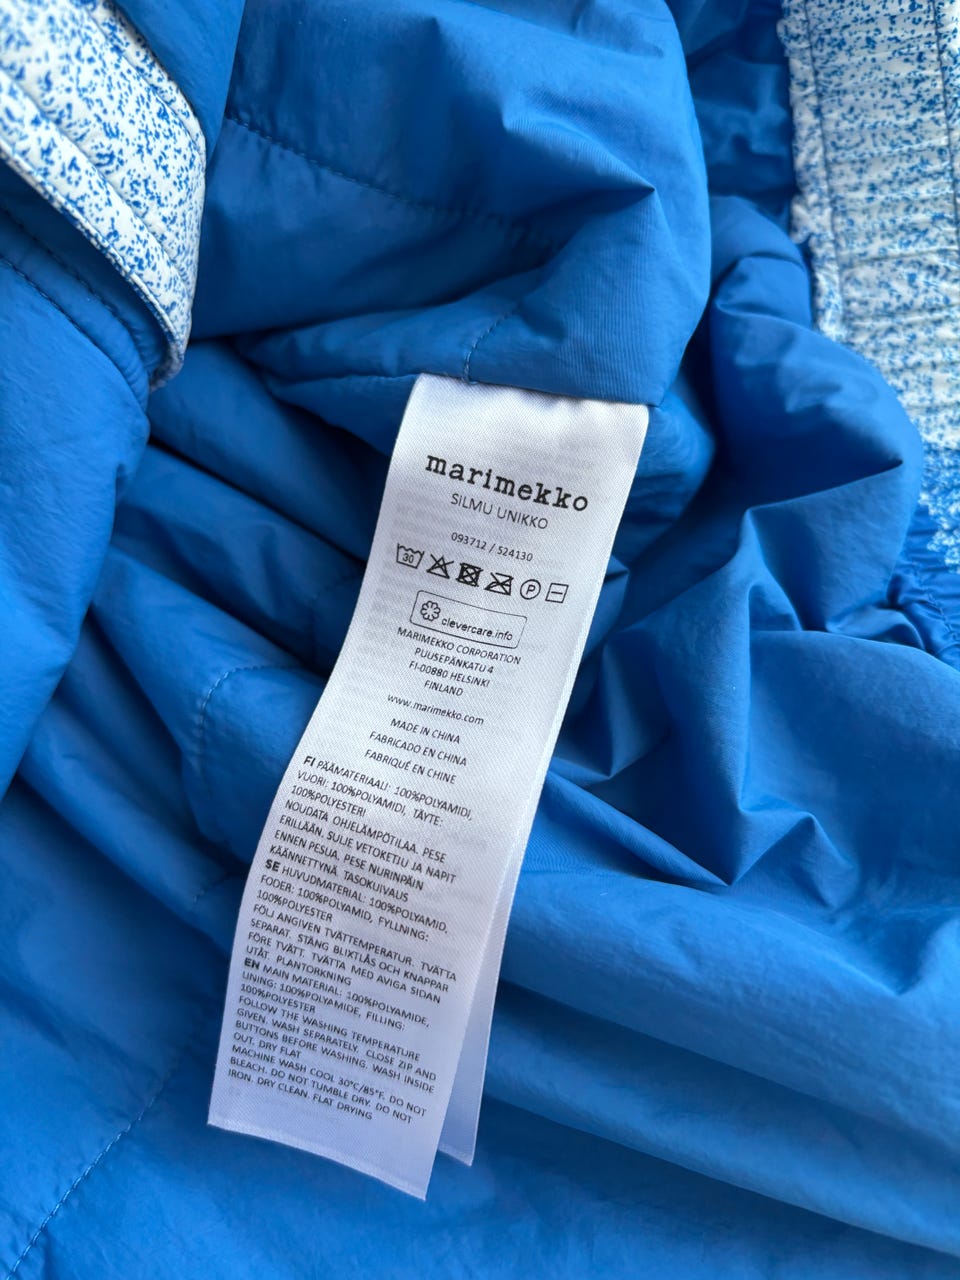 marimekko
SILMU UNIKKO
093712 / 524130
30 P
clevercare.info
MARIMEKKO CORPORATION
PUUSEPÄNKATU 4
FI-00880 HELSINKI
FINLAND
www.marimekko.com
MADE IN CHINA
FABRICADO EN CHINA
FABRIQUÉ EN CHINE
FI PÄÄMATERIAALI: 100%POLYAMIDI,
VUORI: 100%POLYAMIDI, TÄYTE:
100%POLYESTERI
NOUDATA OHJELÄMPÖTILAA. PESE
ERILLÄÄN. SULJE VETOKETJU JA NAPIT
ENNEN PESUA. PESE NURINPÄIN
KÄÄNNETTYNÄ. TASOKUIVAUS
SE HUVUDMATERIAL: 100%POLYAMID,
FODER: 100%POLYAMID, FYLLNING:
100%POLYESTER
FÖLJ ANGIVEN TVÄTTEMPERATUR. TVÄTTA
SEPARAT. STÄNG BLIXTLÅS OCH KNAPPAR
FÖRE TVÄTT. TVÄTTA MED AVIGA SIDAN
UTÅT. PLANTORKNING
EN MAIN MATERIAL: 100%POLYAMIDE,
LINING: 100%POLYAMIDE, FILLING:
100%POLYESTER
FOLLOW THE WASHING TEMPERATURE
GIVEN. WASH SEPARATELY. CLOSE ZIP AND
BUTTONS BEFORE WASHING. WASH INSIDE
OUT. DRY FLAT
MACHINE WASH COOL 30°C/85°F. DO NOT
BLEACH. DO NOT TUMBLE DRY. DO NOT
IRON. DRY CLEAN. FLAT DRYING